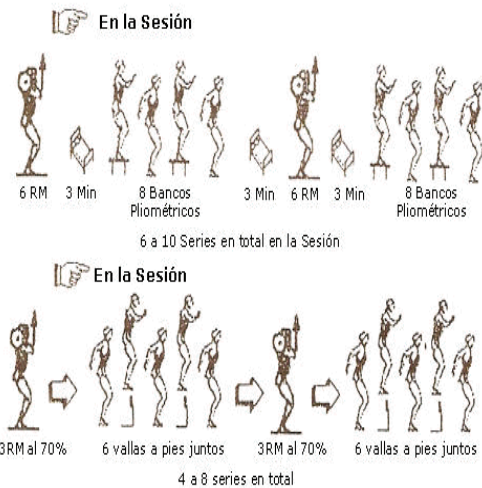 En la Sesión
6 RM 3 Min 8 Bancos Pliométricos 3 Min 6 RM 3 Min 8 Bancos Pliométricos
6 a 10 Series en total en la Sesión
En la Sesión
3RM al 70% 6 vallas a pies juntos 3RM al 70% 6 vallas a pies juntos
4 a 8 series en total